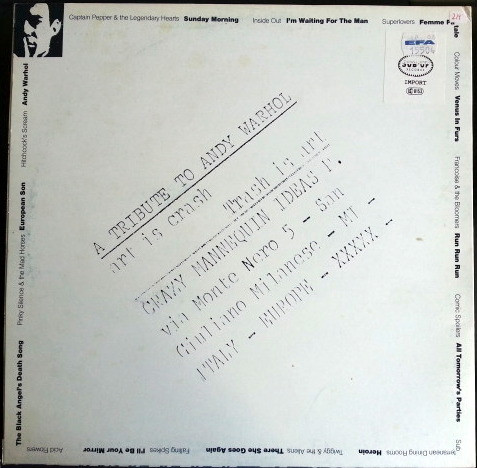 Captain Pepper & the Legendary Hearts Sunday Morning
Inside Out I'm Waiting For The Man
Superlovers Femme Fatale
Colour Moves Venus In Furs
Francoise & the Bloomers Run Run Run
Comic Spoilers All Tomorrow's Parties
Subterranean Dining Rooms Heroin
Twiggy & the Aliens There She Goes Again
Falling Spikes I'll Be Your Mirror
Acid Flowers
The Black Angel's Death Song
Pinky Silence & the Mad Horses European Son
Hitchcock's Scream Andy Warhol
EFA
IMPORT
A TRIBUTE TO ANDY WARHOL
art is crash Trash is art
CRAZY MANNEQUIN IDEAS
via Monte Nero 5 - San
Giuliano Milanese - MI -
ITALY - EUROPE - XXXXX -